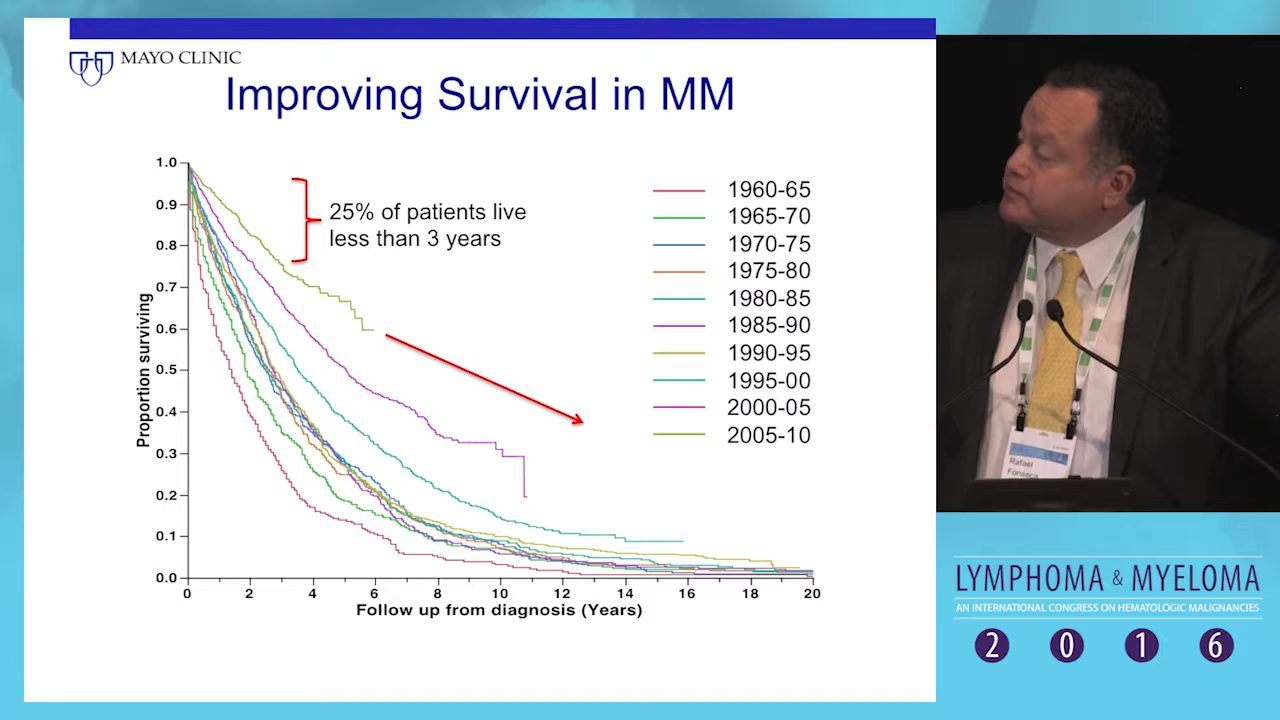 MAYO CLINIC
Improving Survival in MM
1.0
0.9
0.8
0.7
0.6
0.5
0.4
0.3
0.2
0.1
0.0
Proportion surviving
25% of patients live
less than 3 years
1960-65
1965-70
1970-75
1975-80
1980-85
1985-90
1990-95
1995-00
2000-05
2005-10
0 2 4 6 8 10 12 14 16 18 20
Follow up from diagnosis (Years)
Rafael
Fonseca
LYMPHOMA & MYELOMA
AN INTERNATIONAL CONGRESS ON HEMATOLOGIC MALIGNANCIES
2 0 1 6